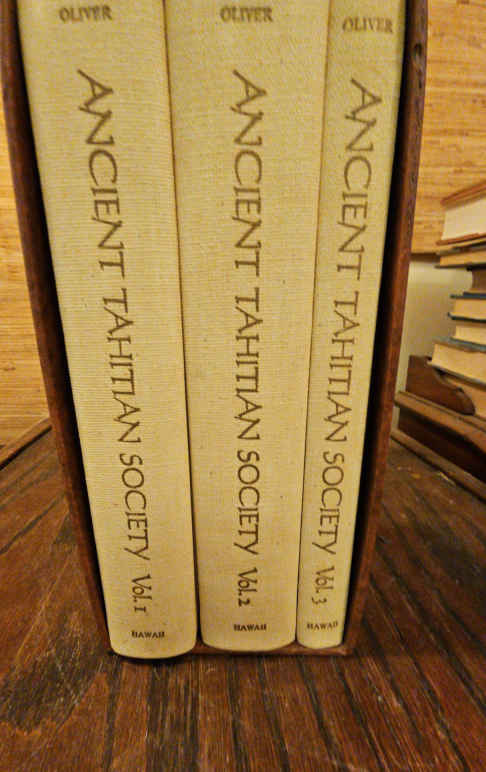 OLIVER
ANCIENT TAHITIAN SOCIETY Vol. 1
HAWAII
OLIVER
ANCIENT TAHITIAN SOCIETY Vol. 2
HAWAII
OLIVER
ANCIENT TAHITIAN SOCIETY Vol. 3
HAWAII